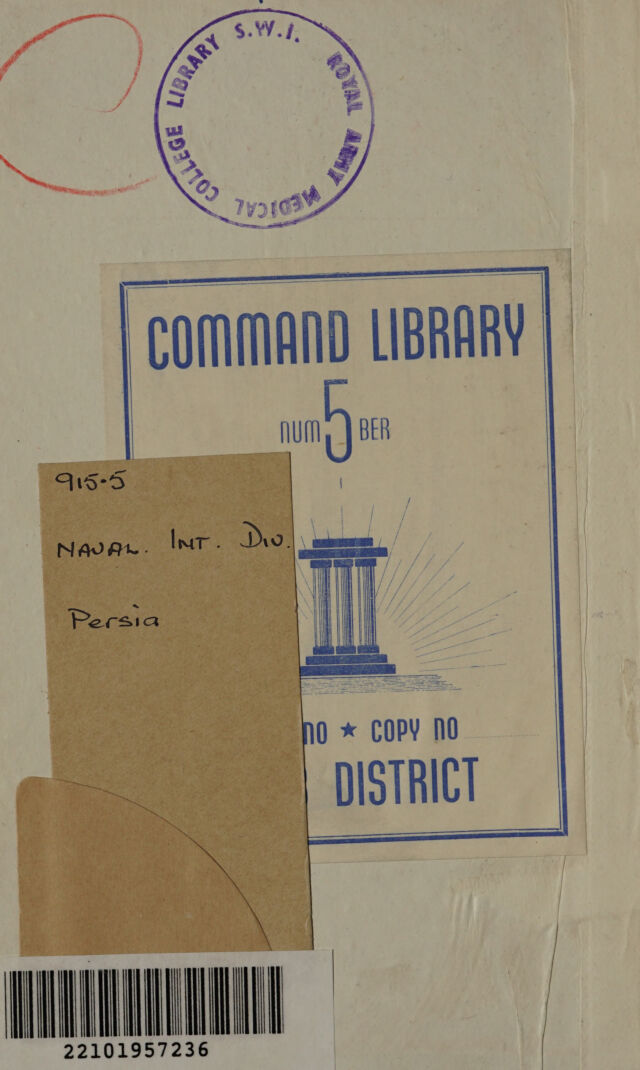 ROYAL ARMY MEDICAL COLLEGE LIBRARY S.W.1.
COMMAND LIBRARY
NUM 5 BER
915.5
NAVAL. INT. DIV.
Persia
NO ★ COPY NO
DISTRICT
22101957236